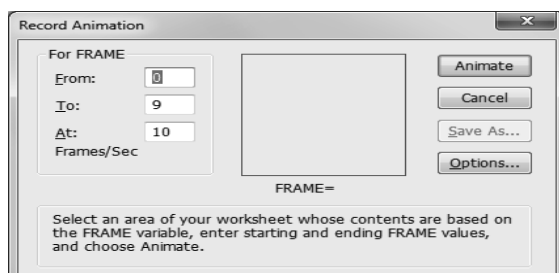 Record Animation
For FRAME
From: 0
To: 9
At: 10
Frames/Sec
Animate
Cancel
Save As...
Options...
FRAME=
Select an area of your worksheet whose contents are based on
the FRAME variable, enter starting and ending FRAME values,
and choose Animate.